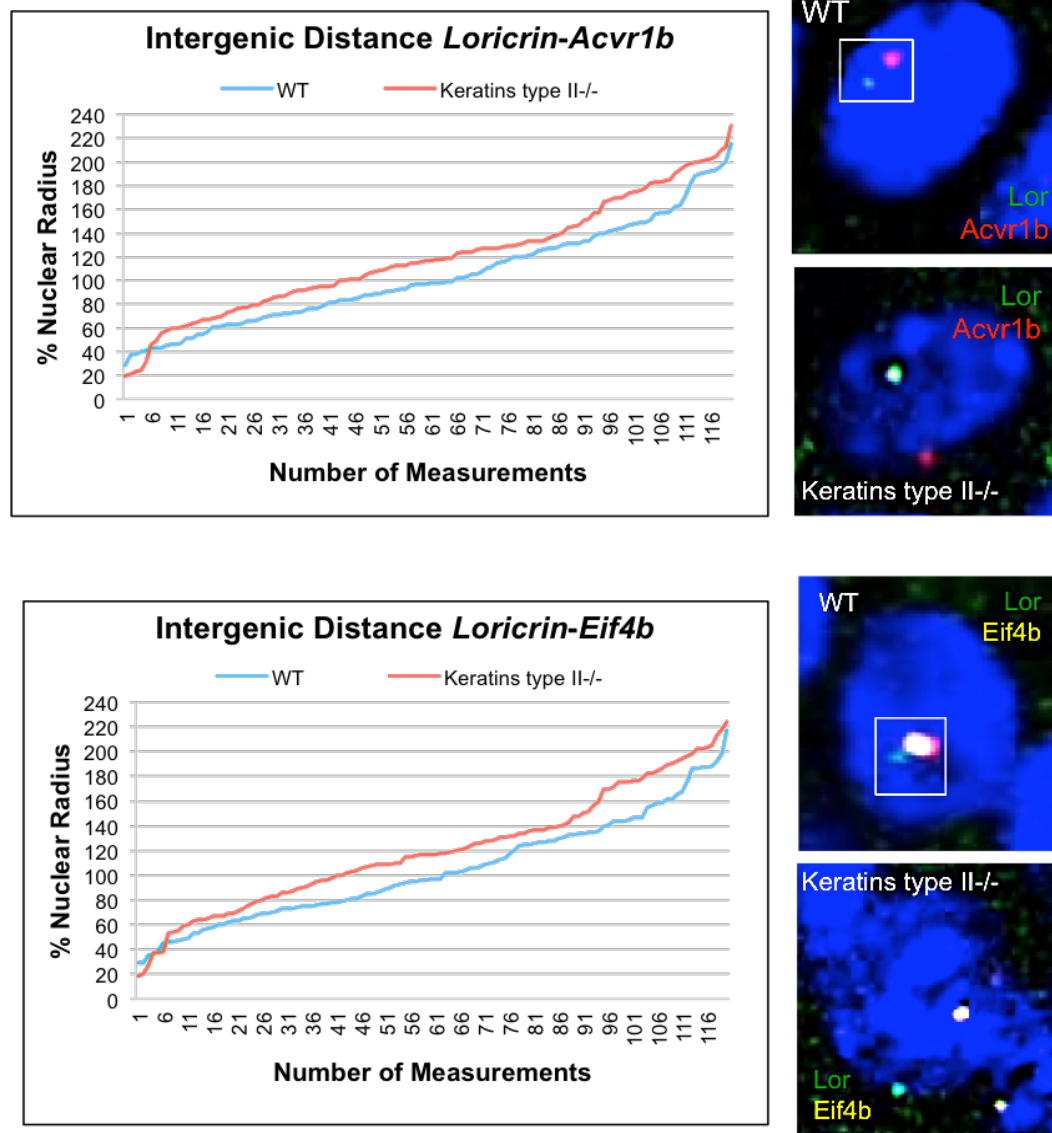 Intergenic Distance Loricrin-Acvr1b
WT Keratins type II-/-
% Nuclear Radius
240
220
200
180
160
140
120
100
80
60
40
20
0
1 6 11 16 21 26 31 36 41 46 51 56 61 66 71 76 81 86 91 96 101 106 111 116
Number of Measurements
WT
Lor
Acvr1b
Lor
Acvr1b
Keratins type II-/-
Intergenic Distance Loricrin-Eif4b
WT Keratins type II-/-
% Nuclear Radius
240
220
200
180
160
140
120
100
80
60
40
20
0
1 6 11 16 21 26 31 36 41 46 51 56 61 66 71 76 81 86 91 96 101 106 111 116
Number of Measurements
WT
Lor
Eif4b
Keratins type II-/-
Lor
Eif4b